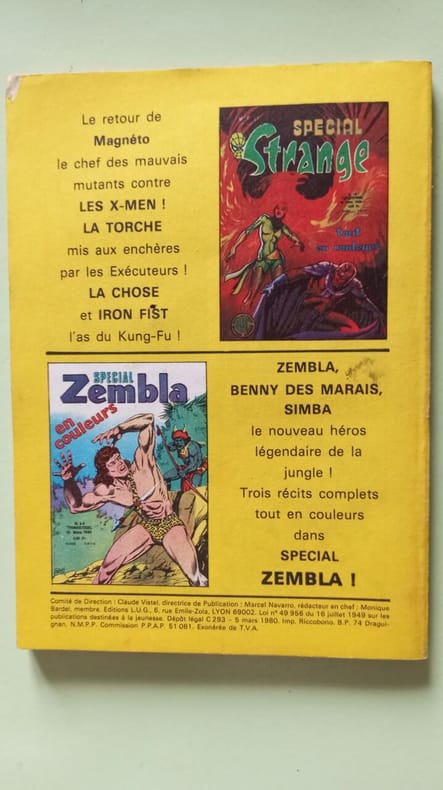 Le retour de
Magnéto
le chef des mauvais
mutants contre
LES X-MEN !
LA TORCHE
mis aux enchères
par les Exécuteurs !
LA CHOSE
et IRON FIST
l'as du Kung-Fu !
SPECIAL
Strange
tout
en couleurs
SPECIAL
Zembla
en
couleurs
TRIMESTRIEL
ZEMBLA,
BENNY DES MARAIS,
SIMBA
le nouveau héros
légendaire de la
jungle !
Trois récits complets
tout en couleurs
dans
SPECIAL
ZEMBLA !
Comité de Direction : Claude Vistel, directrice de Publication ; Marcel Navarro, rédacteur en chef ; Monique
Bardel, membre. Editions L.U.G., 6, rue Emile-Zola, LYON 69002. Loi n° 49 956 du 16 juillet 1949 sur les
publications destinées à la jeunesse. Dépôt légal C 293 - 5 mars 1980. Imp. Riccobono. B.P. 74 Dragui-
gnan. N.M.P.P. Commission P.P.A.P. 51 081. Exonérée de T.V.A.